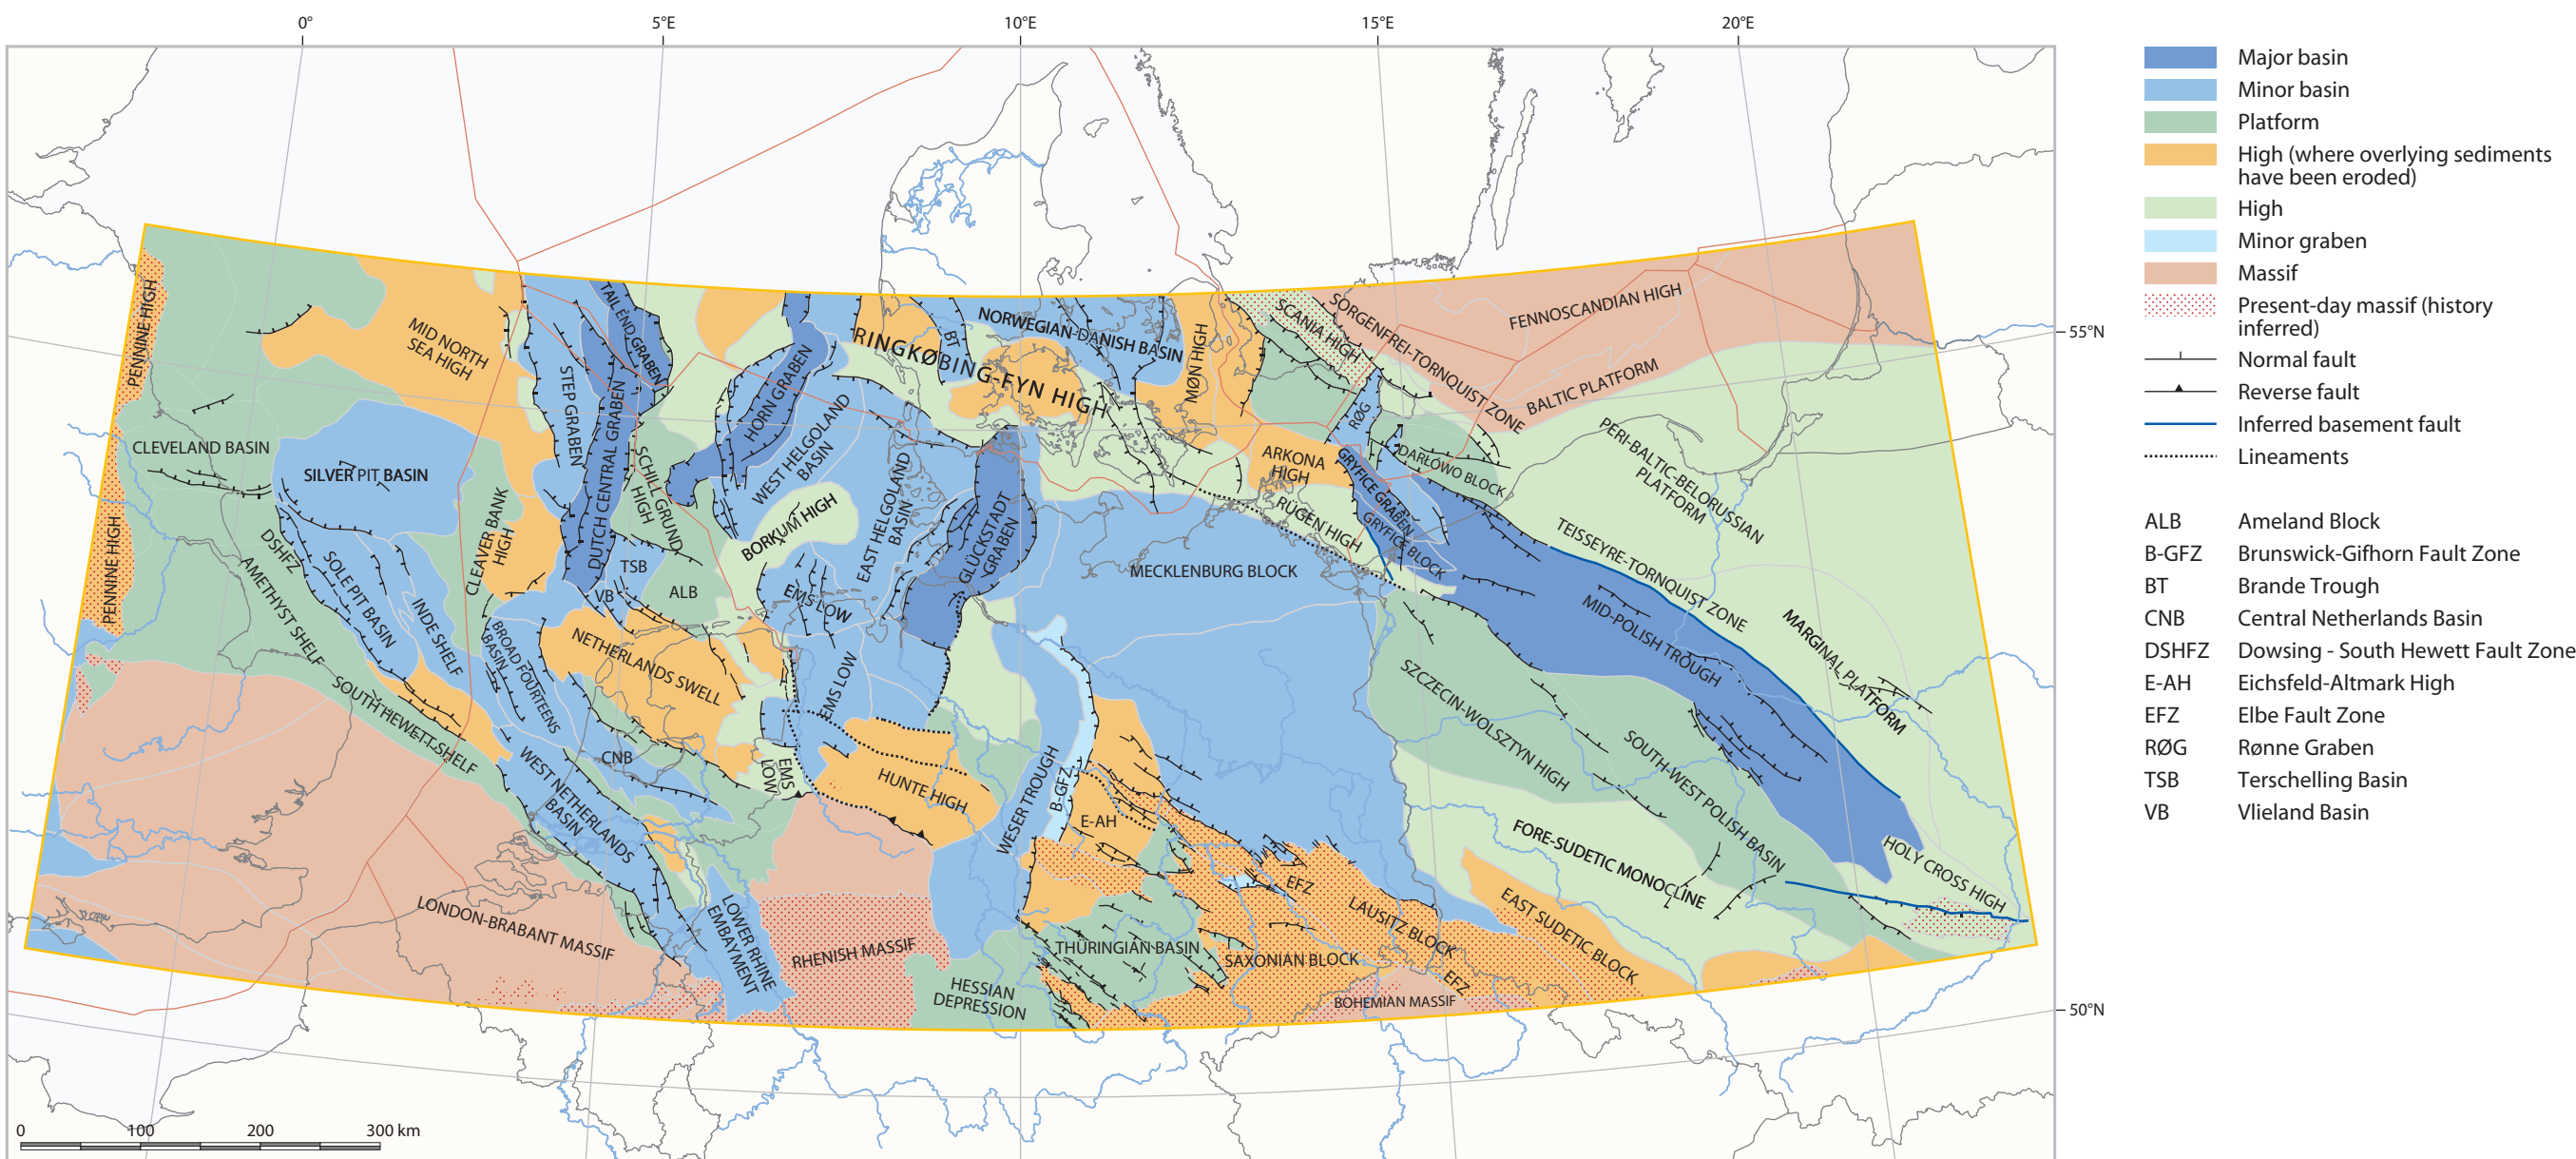 0°
5°E
10°E
15°E
20°E
55°N
50°N
PENNINE HIGH
MID NORTH
SEA HIGH
TAIL END GRABEN
STEP GRABEN
DUTCH CENTRAL GRABEN
HORN GRABEN
RINGKØBING-FYN HIGH
BT
NORWEGIAN-DANISH BASIN
MØN HIGH
SCANIA HIGH
SORGENFREI-TORNQUIST ZONE
FENNOSCANDIAN HIGH
BALTIC PLATFORM
RØG
CLEVELAND BASIN
SILVER PIT BASIN
CLEAVER BANK
HIGH
SCHILL GRUND
HIGH
WEST HELGOLAND
BASIN
BORKUM HIGH
EAST HELGOLAND
BASIN
GLÜCKSTADT
GRABEN
ARKONA
HIGH
RÜGEN HIGH
GRYFICE GRABEN
GRYFICE BLOCK
DARŁOWO BLOCK
PERI-BALTIC-BELORUSSIAN
PLATFORM
TEISSEYRE-TORNQUIST ZONE
MARGINAL PLATFORM
PENNINE HIGH
DSHFZ
AMETHYST SHELF
SOLE PIT BASIN
INDE SHELF
BROAD FOURTEENS
BASIN
TSB
VB
ALB
EMS LOW
MECKLENBURG BLOCK
MID-POLISH TROUGH
NETHERLANDS SWELL
EMS LOW
SOUTH HEWETT SHELF
CNB
EMS
LOW
HUNTE HIGH
WESER TROUGH
B-GFZ
E-AH
SZCZECIN-WOLSZTYN HIGH
SOUTH-WEST POLISH BASIN
WEST NETHERLANDS
BASIN
FORE-SUDETIC MONOCLINE
HOLY CROSS HIGH
LONDON-BRABANT MASSIF
LOWER RHINE
EMBAYMENT
RHENISH MASSIF
HESSIAN
DEPRESSION
THÜRINGIAN BASIN
SAXONIAN BLOCK
EFZ
LAUSITZ BLOCK
EFZ
EAST SUDETIC BLOCK
BOHEMIAN MASSIF
0 100 200 300 km
Major basin
Minor basin
Platform
High (where overlying sediments
have been eroded)
High
Minor graben
Massif
Present-day massif (history
inferred)
Normal fault
Reverse fault
Inferred basement fault
Lineaments
ALB Ameland Block
B-GFZ Brunswick-Gifhorn Fault Zone
BT Brande Trough
CNB Central Netherlands Basin
DSHFZ Dowsing - South Hewett Fault Zone
E-AH Eichsfeld-Altmark High
EFZ Elbe Fault Zone
RØG Rønne Graben
TSB Terschelling Basin
VB Vlieland Basin